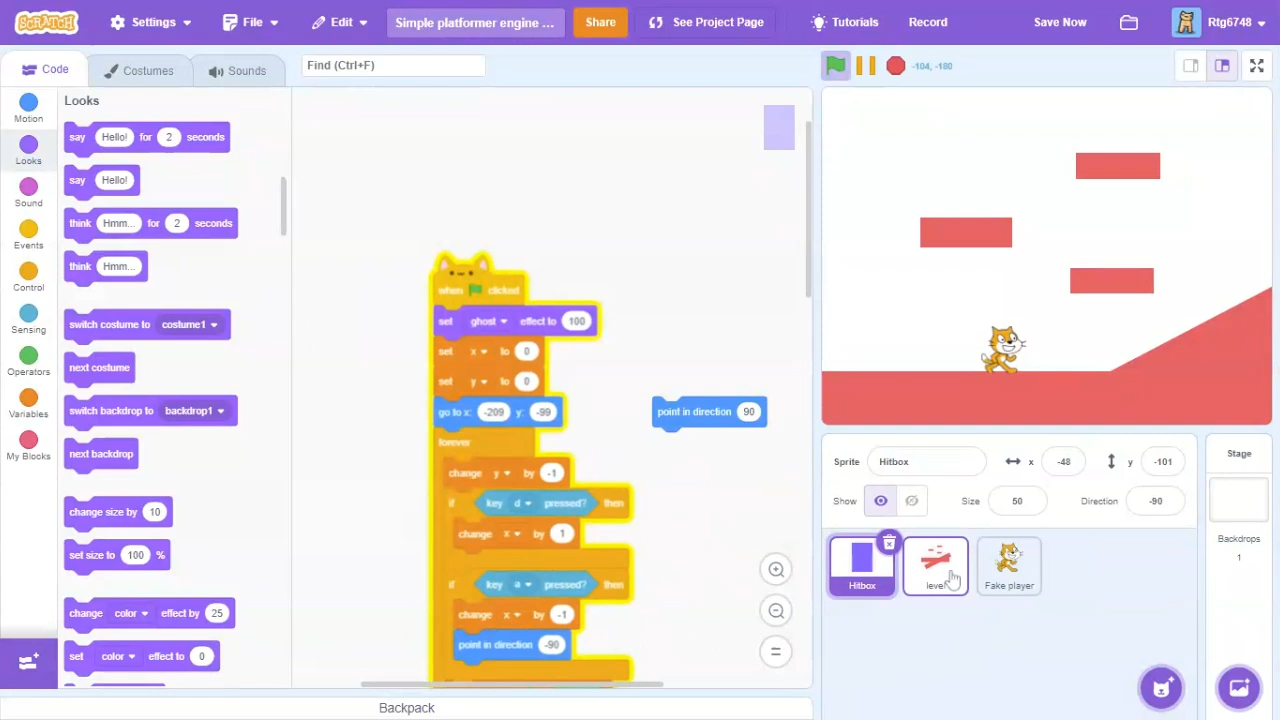 SCRATCH Settings File Edit Simple platformer engine ... Share See Project Page Tutorials Record Save Now Rtg6748
Code Costumes Sounds Find (Ctrl+F) -104, -180
Motion
Looks
Sound
Events
Control
Sensing
Operators
Variables
My Blocks
Looks
say Hello! for 2 seconds
say Hello!
think Hmm... for 2 seconds
think Hmm...
switch costume to costume1
next costume
switch backdrop to backdrop1
next backdrop
change size by 10
set size to 100 %
change color effect by 25
set color effect to 0
when clicked
set ghost effect to 100
set x to 0
set y to 0
go to x: -209 y: -99
forever
change y by -1
if key d pressed? then
change x by 1
if key a pressed? then
change x by -1
point in direction -90
point in direction 90
Backpack
Sprite Hitbox x -48 y -101
Show Size 50 Direction -90
Hitbox
level
Fake player
Stage
Backdrops
1